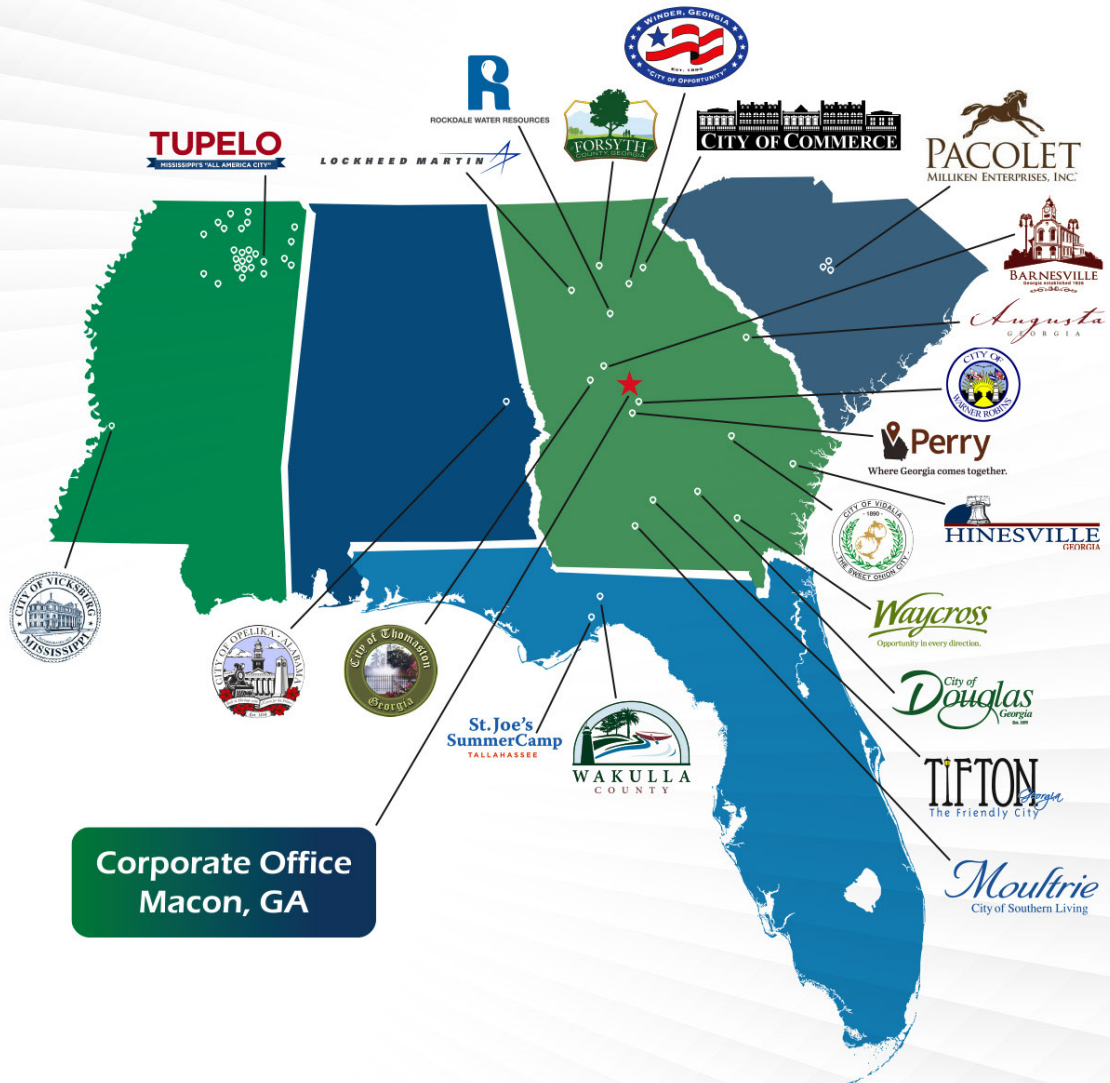 WINDER, GEORGIA
EST. 1893
"CITY OF OPPORTUNITY"
R
ROCKDALE WATER RESOURCES
FORSYTH
COUNTY, GEORGIA
CITY OF COMMERCE
TUPELO
MISSISSIPPI'S "ALL AMERICA CITY"
LOCKHEED MARTIN
PACOLET
MILLIKEN ENTERPRISES, INC.
BARNESVILLE
Georgia established 1826
Augusta
GEORGIA
CITY OF
WARNER ROBINS
Perry
Where Georgia comes together.
CITY OF VIDALIA
- 1890 -
THE SWEET ONION CITY
HINESVILLE
GEORGIA
CITY OF VICKSBURG
MISSISSIPPI
CITY OF OPELIKA - ALABAMA
City of Thomaston
Georgia
Waycross
Opportunity in every direction.
City of
Douglas
Georgia
St. Joe's
SummerCamp
TALLAHASSEE
WAKULLA
COUNTY
TIFTON
Georgia
The Friendly City
Corporate Office
Macon, GA
Moultrie
City of Southern Living